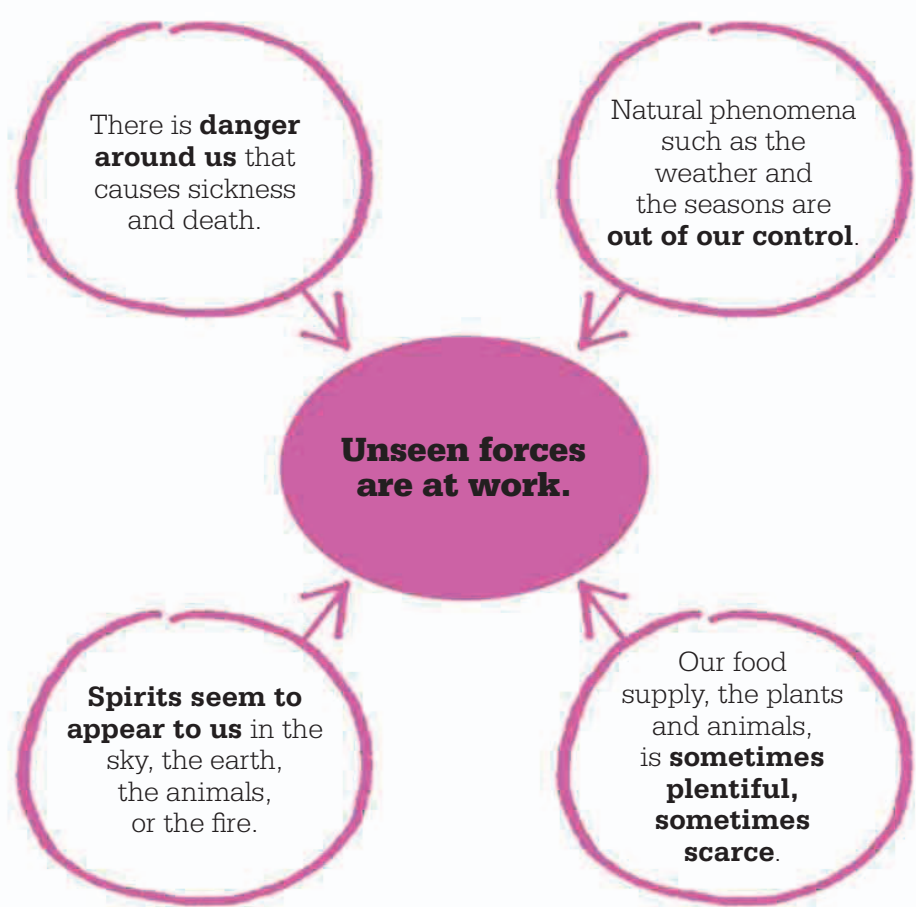 There is danger
around us that
causes sickness
and death.
Natural phenomena
such as the
weather and
the seasons are
out of our control.
Unseen forces
are at work.
Spirits seem to
appear to us in the
sky, the earth,
the animals,
or the fire.
Our food
supply, the plants
and animals,
is sometimes
plentiful,
sometimes
scarce.